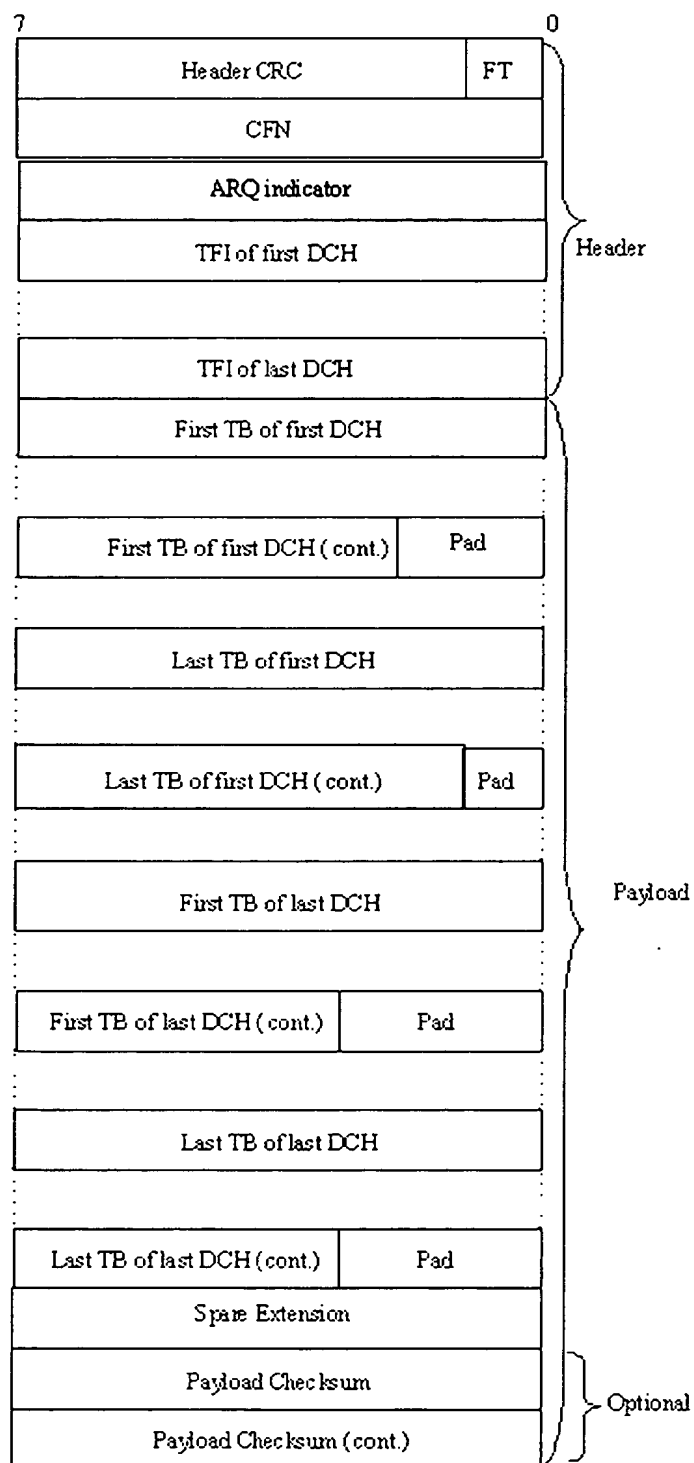 7 0
Header CRC FT
CFN
ARQ indicator
Header
TFI of first DCH
TFI of last DCH
First TB of first DCH
First TB of first DCH (cont.) Pad
Last TB of first DCH
Last TB of first DCH (cont.) Pad
First TB of last DCH
Payload
First TB of last DCH (cont.) Pad
Last TB of last DCH
Last TB of last DCH (cont.) Pad
Spare Extension
Payload Checksum
Optional
Payload Checksum (cont.)